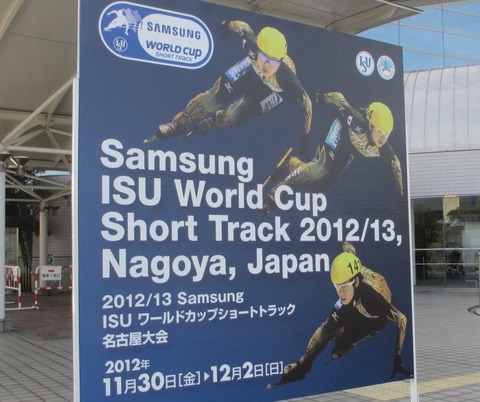 ISU
SAMSUNG
WORLD CUP
SHORT TRACK
ISU
Samsung
ISU World Cup
Short Track 2012/13,
Nagoya, Japan
2012/13 Samsung
ISU ワールドカップショートトラック
名古屋大会
2012年
11月30日[金]▶12月2日[日]